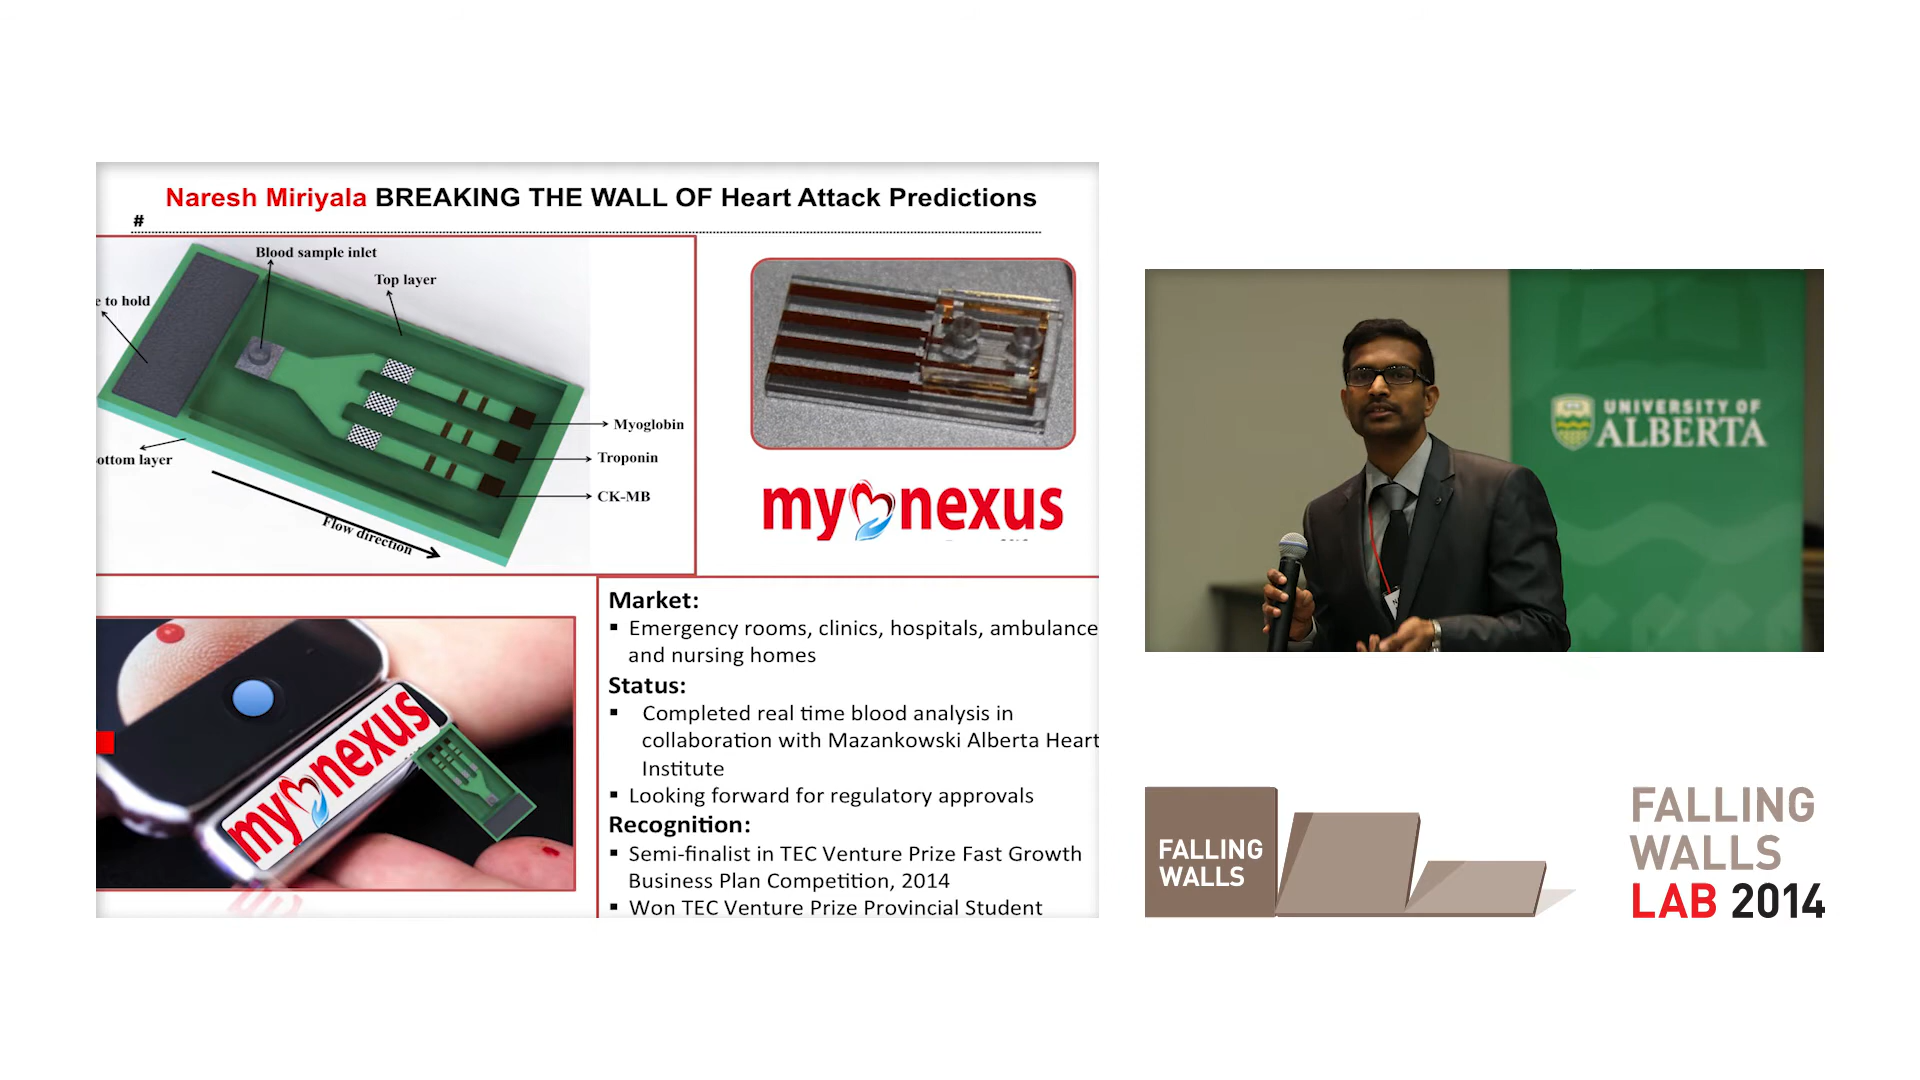 Naresh Miriyala BREAKING THE WALL OF Heart Attack Predictions
#
Blood sample inlet
Top layer
e to hold
Myoglobin
Troponin
CK-MB
ottom layer
Flow direction
my nexus
my nexus
Market:
▪ Emergency rooms, clinics, hospitals, ambulance
and nursing homes
Status:
▪ Completed real time blood analysis in
collaboration with Mazankowski Alberta Heart
Institute
▪ Looking forward for regulatory approvals
Recognition:
▪ Semi-finalist in TEC Venture Prize Fast Growth
Business Plan Competition, 2014
▪ Won TEC Venture Prize Provincial Student
UNIVERSITY OF
ALBERTA
FALLING
WALLS
FALLING
WALLS
LAB 2014